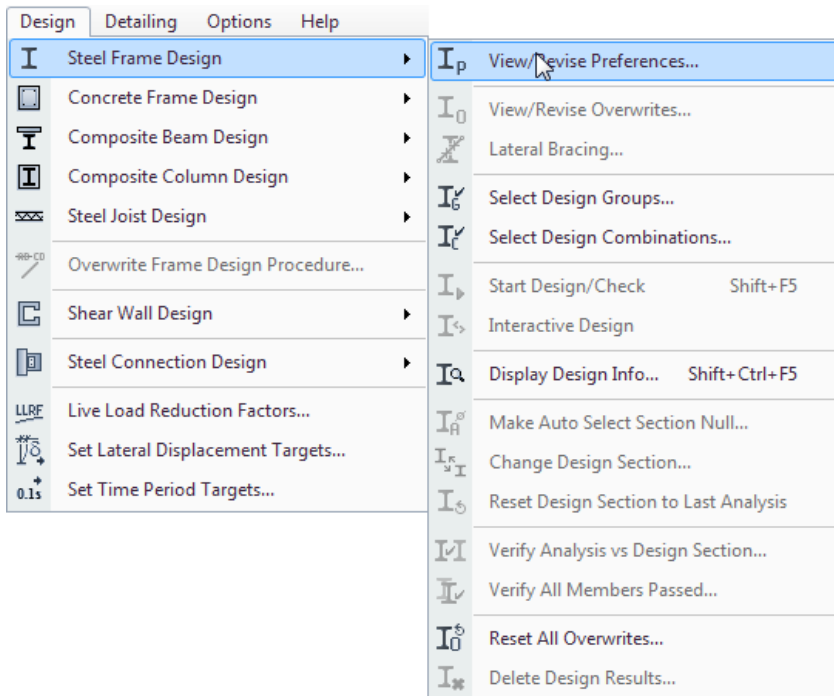 Design Detailing Options Help
Steel Frame Design
Concrete Frame Design
Composite Beam Design
Composite Column Design
Steel Joist Design
Overwrite Frame Design Procedure...
Shear Wall Design
Steel Connection Design
LLRF Live Load Reduction Factors...
Set Lateral Displacement Targets...
0.1s Set Time Period Targets...
View/Revise Preferences...
View/Revise Overwrites...
Lateral Bracing...
Select Design Groups...
Select Design Combinations...
Start Design/Check Shift+F5
Interactive Design
Display Design Info... Shift+Ctrl+F5
Make Auto Select Section Null...
Change Design Section...
Reset Design Section to Last Analysis
Verify Analysis vs Design Section...
Verify All Members Passed...
Reset All Overwrites...
Delete Design Results...